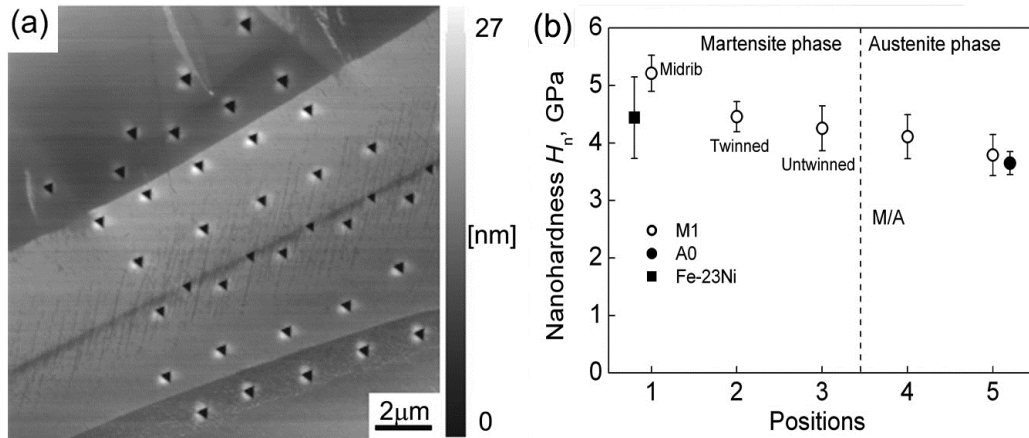 (a)
27
[nm]
0
2μm
(b)
Nanohardness Hn, GPa
6
5
4
3
2
1
0
Martensite phase
Austenite phase
Midrib
Twinned
Untwinned
M/A
M1
A0
Fe-23Ni
1 2 3 4 5
Positions